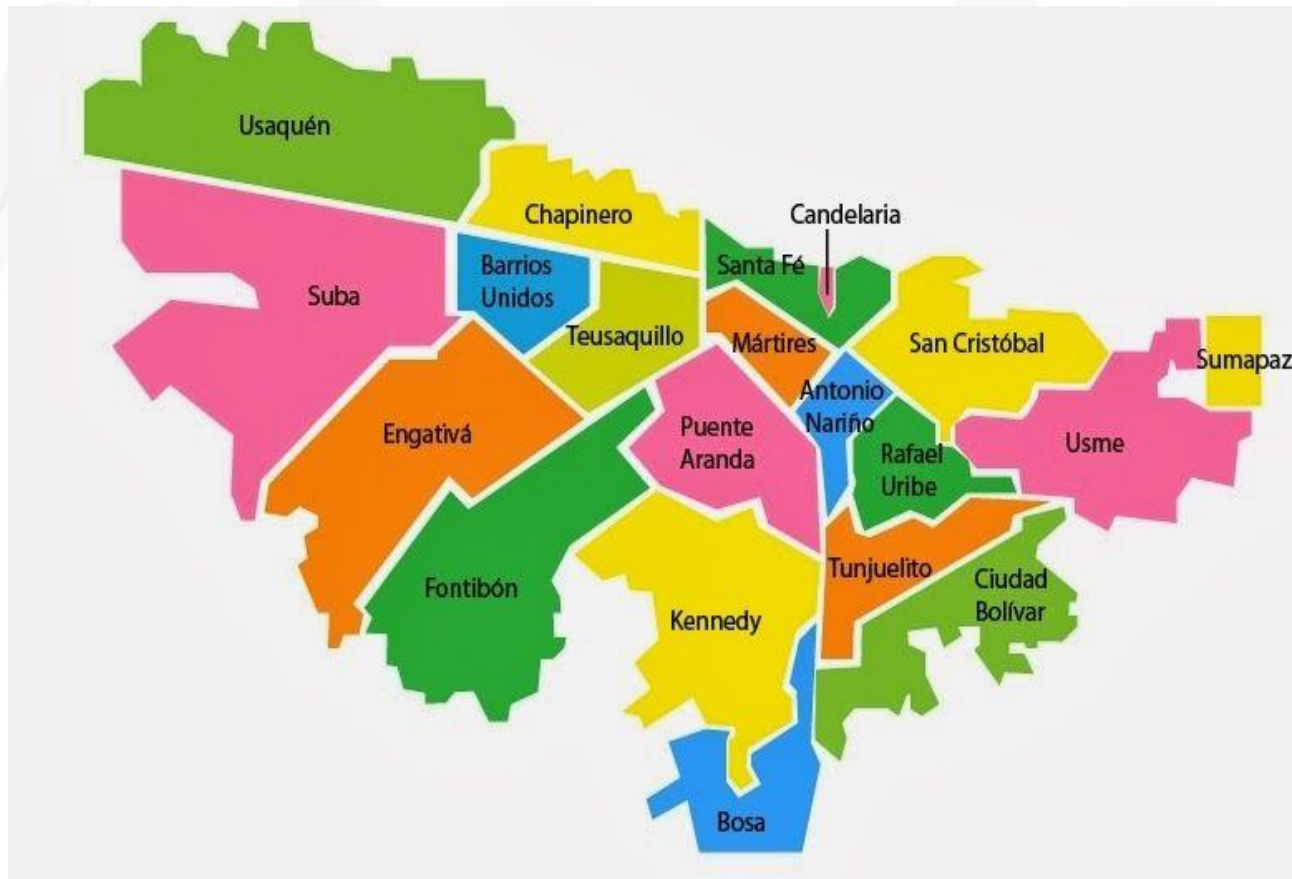 Usaquén
Chapinero
Candelaria
Santa Fé
Barrios
Unidos
Suba
Teusaquillo
Mártires
San Cristóbal
Sumapaz
Antonio
Nariño
Engativá
Puente
Aranda
Rafael
Uribe
Usme
Fontibón
Tunjuelito
Ciudad
Bolívar
Kennedy
Bosa